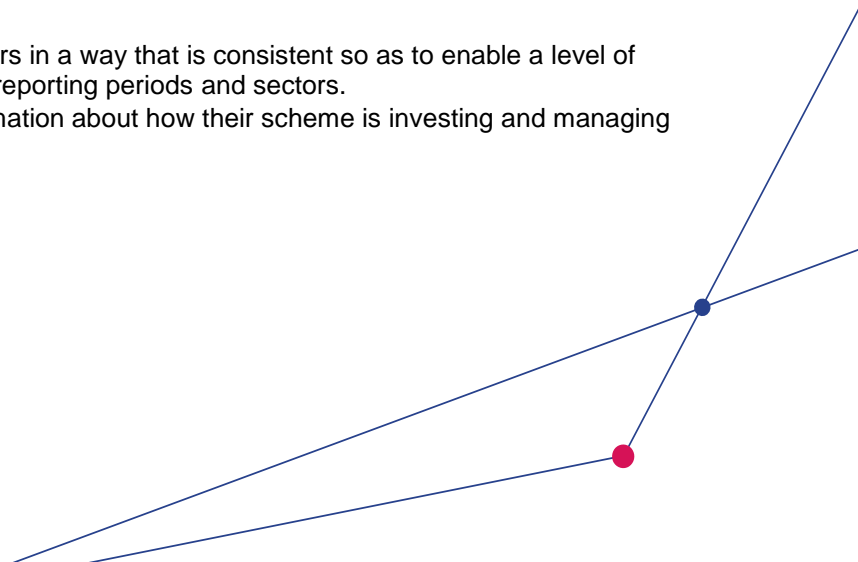 rs in a way that is consistent so as to enable a level of
reporting periods and sectors.
nation about how their scheme is investing and managing